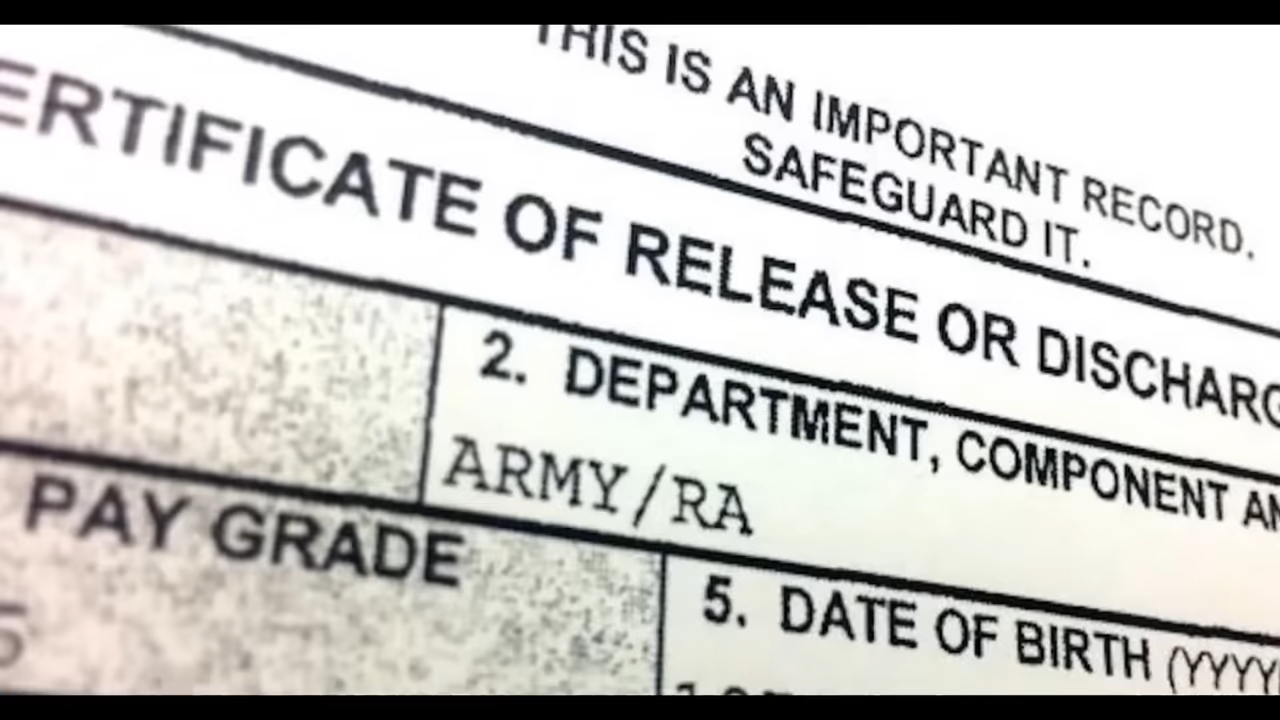 THIS IS AN IMPORTANT RECORD.
SAFEGUARD IT.
ERTIFICATE OF RELEASE OR DISCHARG
2. DEPARTMENT, COMPONENT AN
ARMY/RA
PAY GRADE
5
5. DATE OF BIRTH (YYYY